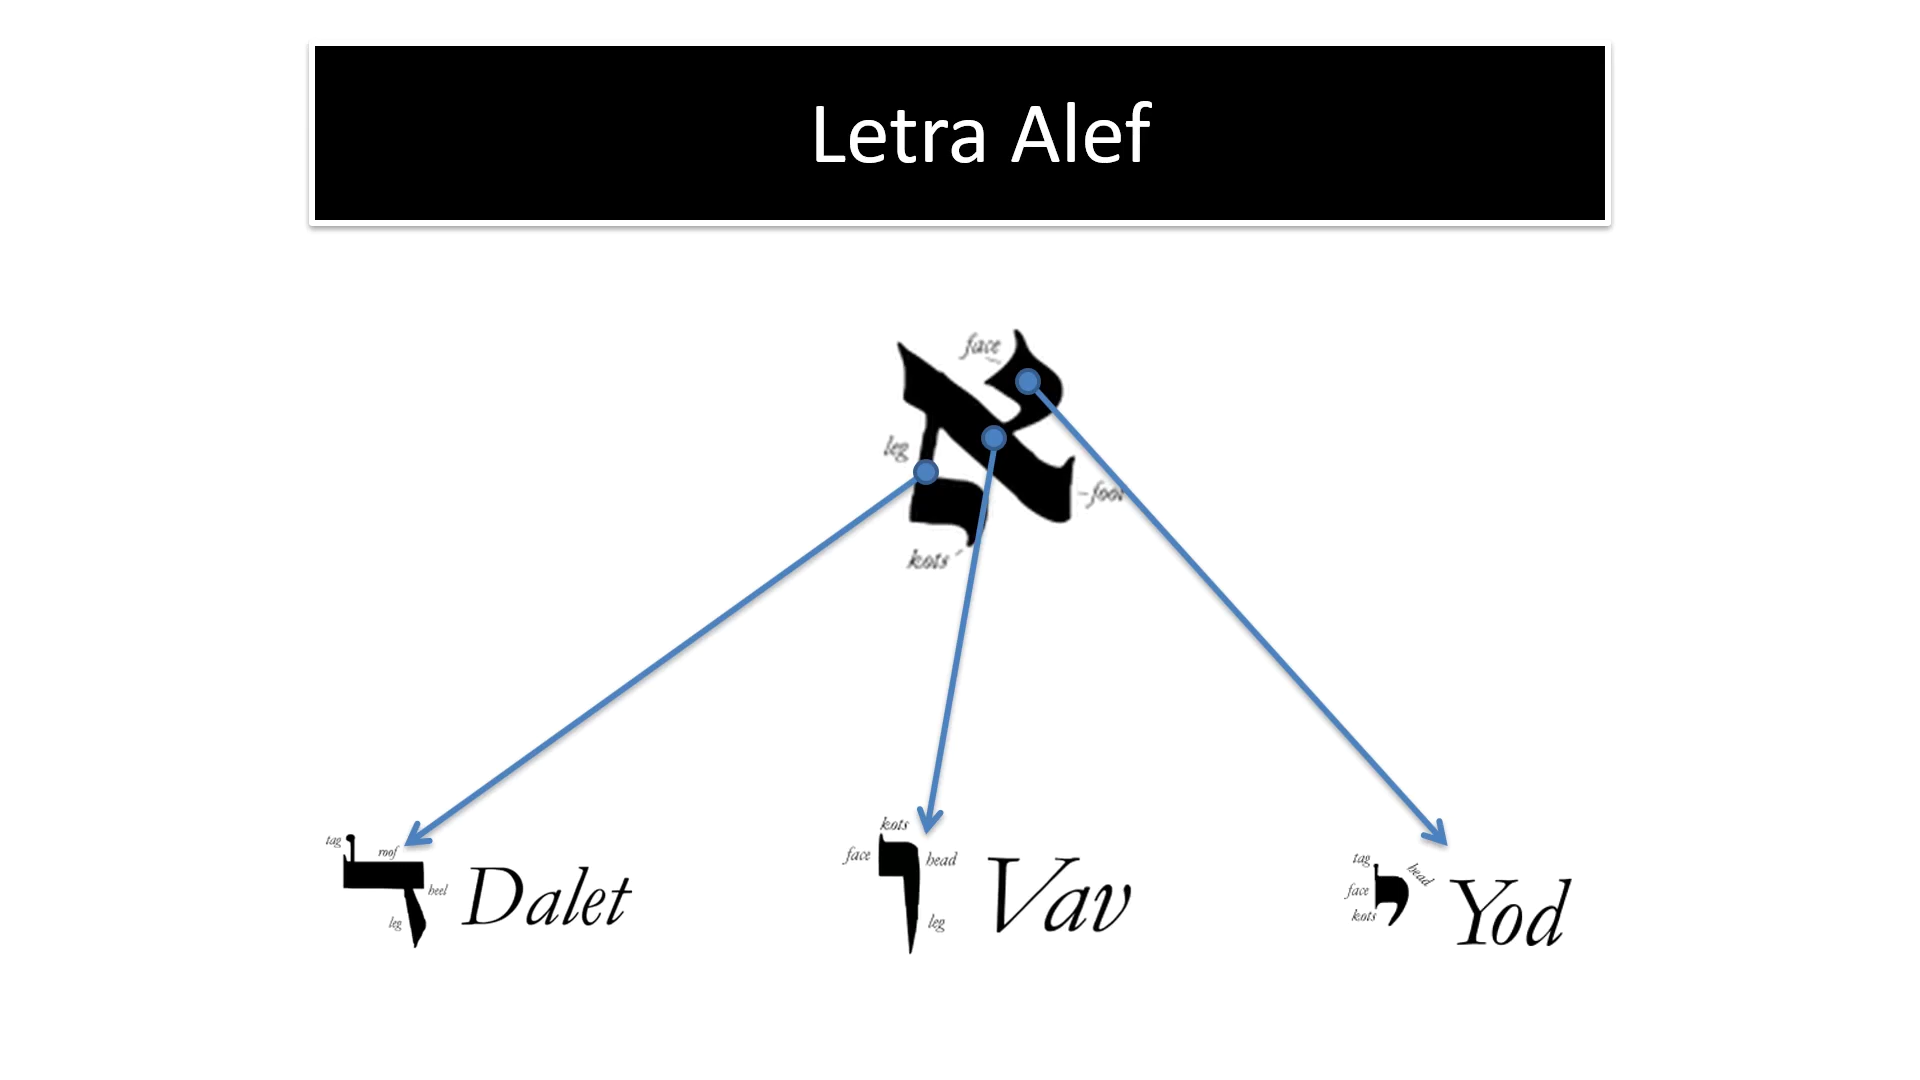 Letra Alef
face
leg
foot
kots
א
tag
roof
heel
leg
ד Dalet
kots
face
head
leg
ו Vav
tag
head
face
kots
י Yod